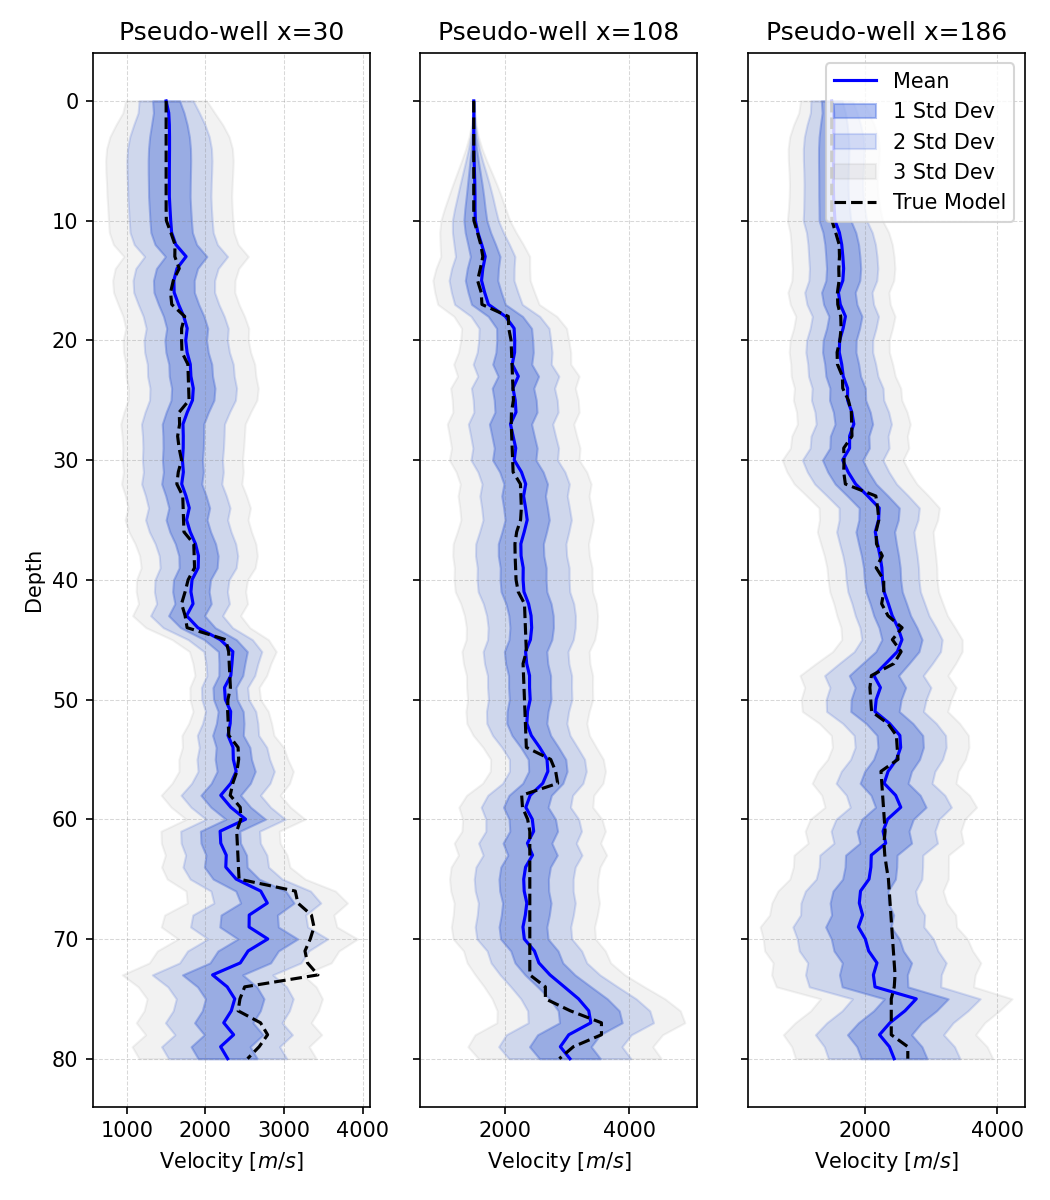 Pseudo-well x=30
Pseudo-well x=108
Pseudo-well x=186
Mean
1 Std Dev
2 Std Dev
3 Std Dev
True Model
Depth
0
10
20
30
40
50
60
70
80
1000 2000 3000 4000
2000 4000
2000 4000
Velocity [m/s]
Velocity [m/s]
Velocity [m/s]